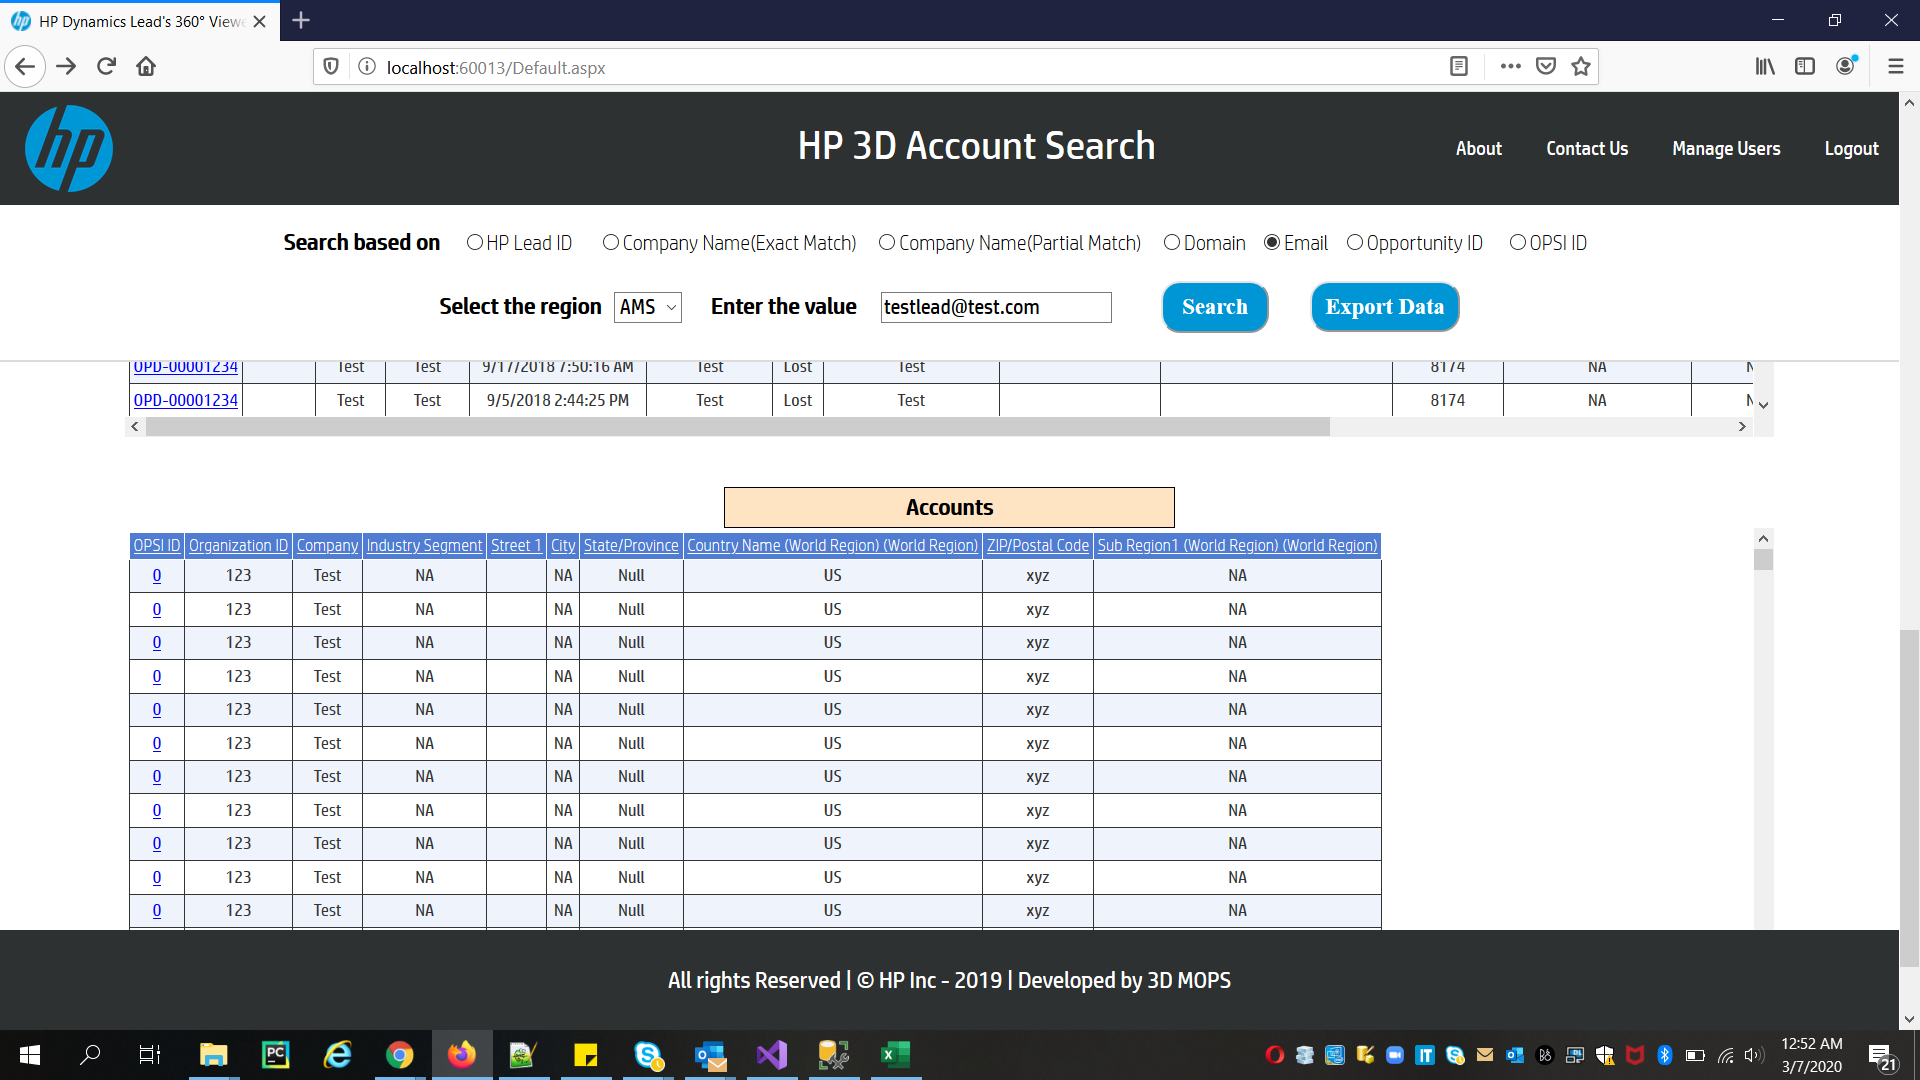 HP Dynamics Lead's 360° View
localhost:60013/Default.aspx
hp
HP 3D Account Search
About Contact Us Manage Users Logout
Search based on HP Lead ID Company Name(Exact Match) Company Name(Partial Match) Domain Email Opportunity ID OPSI ID
Select the region AMS Enter the value testlead@test.com Search Export Data
OPD-00001234 Test Test 9/17/2018 7:50:16 AM Test Lost Test 8174 NA
OPD-00001234 Test Test 9/5/2018 2:44:25 PM Test Lost Test 8174 NA
Accounts
OPSI ID Organization ID Company Industry Segment Street 1 City State/Province Country Name (World Region) (World Region) ZIP/Postal Code Sub Region1 (World Region) (World Region)
0 123 Test NA NA Null US xyz NA
0 123 Test NA NA Null US xyz NA
0 123 Test NA NA Null US xyz NA
0 123 Test NA NA Null US xyz NA
0 123 Test NA NA Null US xyz NA
0 123 Test NA NA Null US xyz NA
0 123 Test NA NA Null US xyz NA
0 123 Test NA NA Null US xyz NA
0 123 Test NA NA Null US xyz NA
0 123 Test NA NA Null US xyz NA
0 123 Test NA NA Null US xyz NA
All rights Reserved | © HP Inc - 2019 | Developed by 3D MOPS
12:52 AM
3/7/2020
21